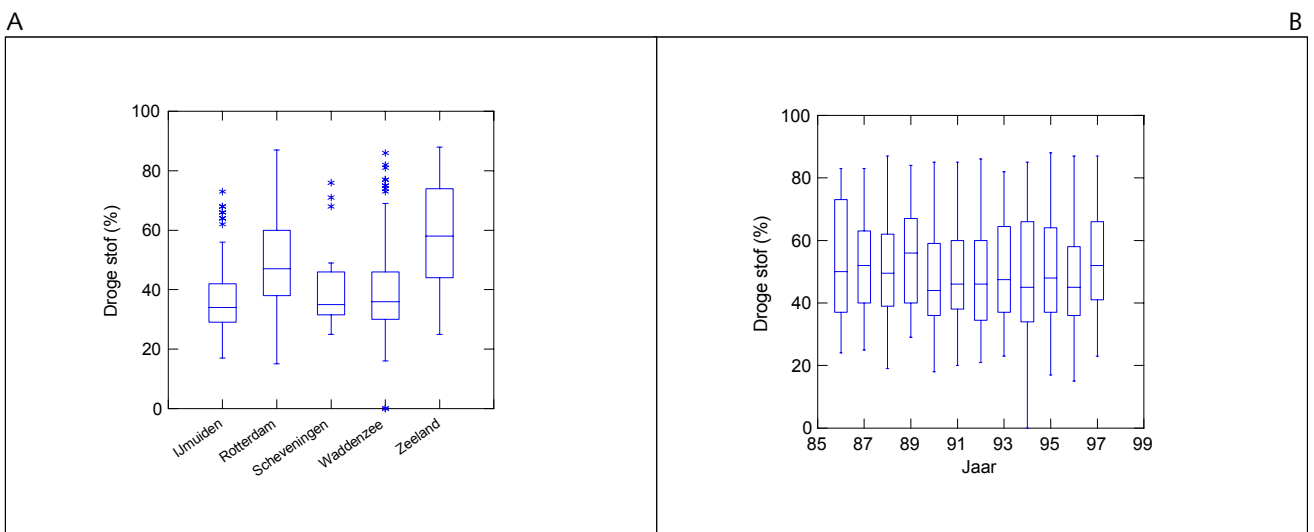 A B
100
80
60
40
20
0
Droge stof (%)
IJmuiden Rotterdam Scheveningen Waddenzee Zeeland
100
80
60
40
20
0
Droge stof (%)
85 87 89 91 93 95 97 99
Jaar